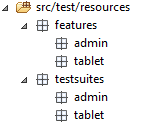 src/test/resources
features
admin
tablet
testsuites
admin
tablet